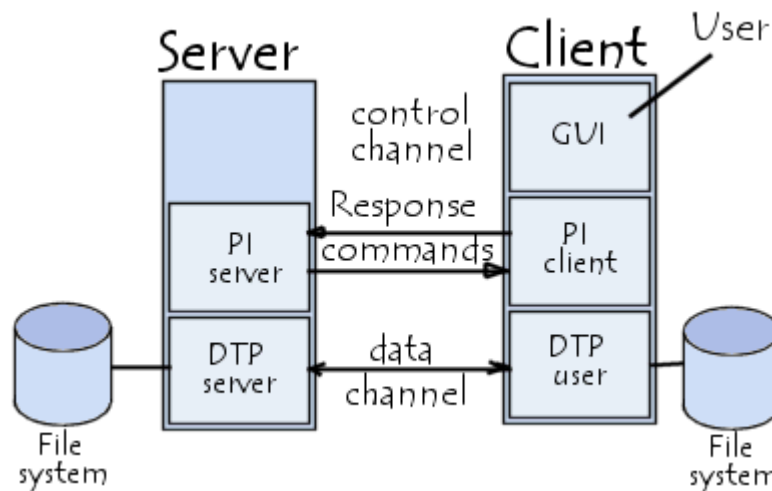 User
Server
Client
control
channel
GUI
Response
commands
PI
server
PI
client
DTP
server
data
channel
DTP
user
File
system
File
system